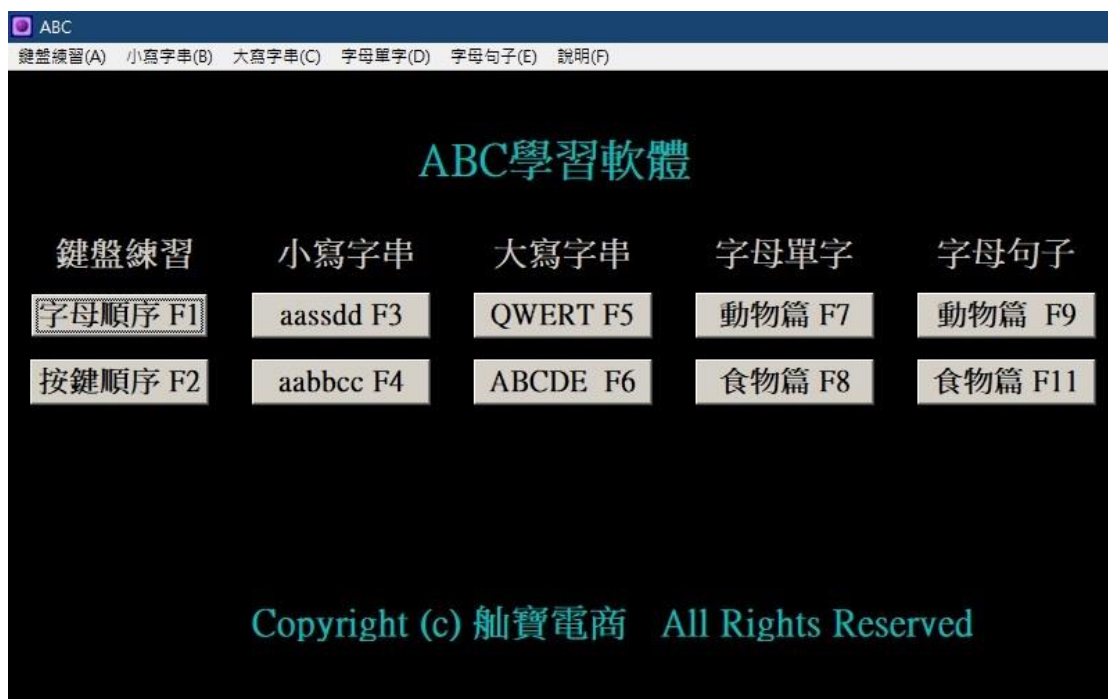 ABC
鍵盤練習(A) 小寫字串(B) 大寫字串(C) 字母單字(D) 字母句子(E) 說明(F)
ABC學習軟體
鍵盤練習 小寫字串 大寫字串 字母單字 字母句子
字母順序 F1 aassdd F3 QWERT F5 動物篇 F7 動物篇 F9
按鍵順序 F2 aabbcc F4 ABCDE F6 食物篇 F8 食物篇 F11
Copyright (c) 舢寶電商 All Rights Reserved